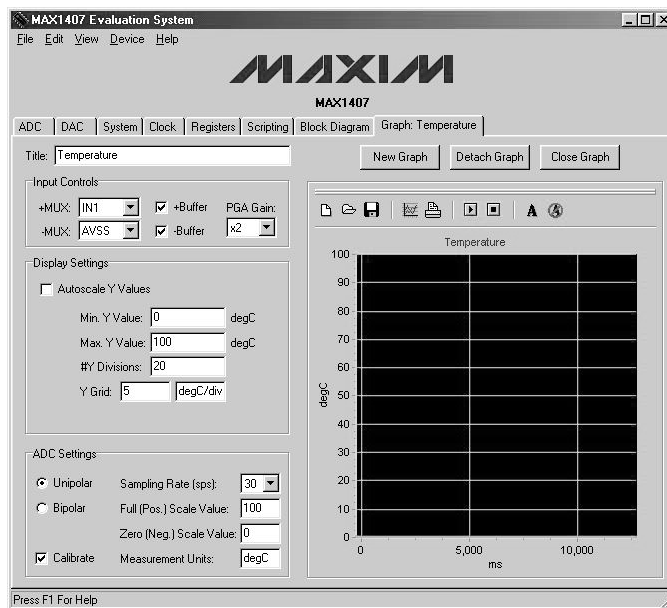 MAX1407 Evaluation System
File Edit View Device Help
MAXIM
MAX1407
ADC DAC System Clock Registers Scripting Block Diagram Graph: Temperature
Title: Temperature
New Graph Detach Graph Close Graph
Input Controls
+MUX: IN1 +Buffer PGA Gain:
-MUX: AVSS -Buffer x2
Display Settings
Autoscale Y Values
Min. Y Value: 0 degC
Max. Y Value: 100 degC
#Y Divisions: 20
Y Grid: 5 degC/div
ADC Settings
Unipolar Sampling Rate (sps): 30
Bipolar Full (Pos.) Scale Value: 100
Zero (Neg.) Scale Value: 0
Calibrate Measurement Units: degC
A A
Temperature
100
90
80
70
60
50
40
30
20
10
0
degC
0 5,000 10,000
ms
Press F1 For Help